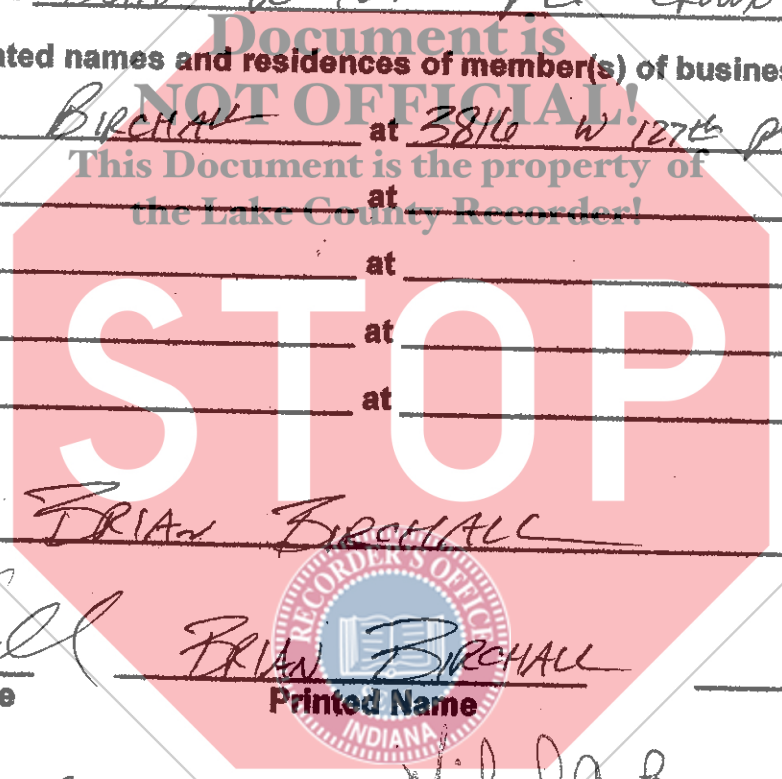 Document is
ated names and residences of member(s) of busines
NOT OFFICIAL!
BIRCHALL at 3816 W 127th Pl
This Document is the property of
at
the Lake County Recorder!
at
at
at
STOP
BRIAN BIRCHALL
RECORDER'S OFFICE
BRIAN BIRCHALL
e Printed Name
INDIANA